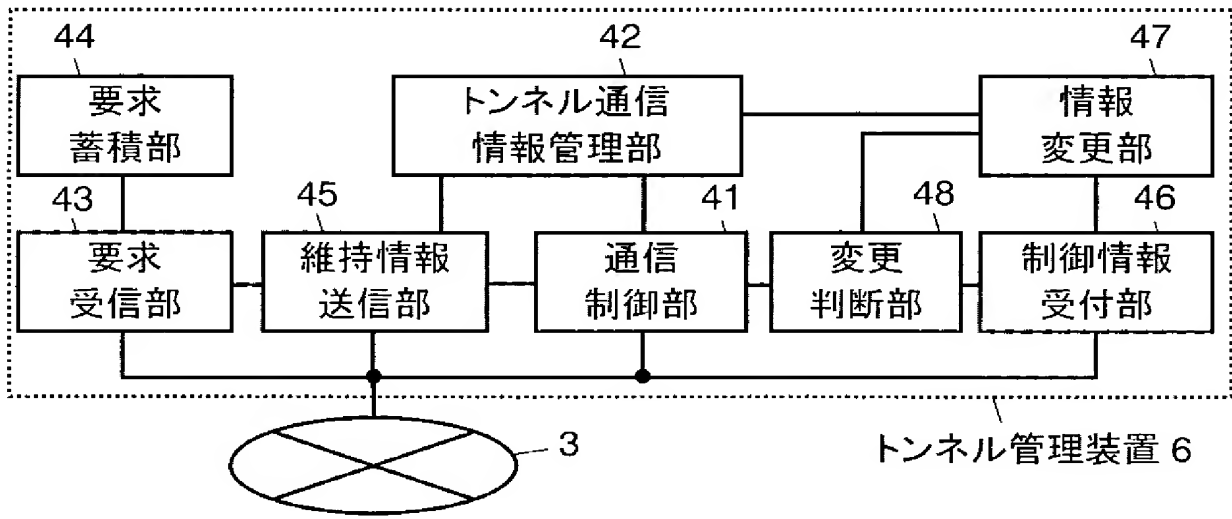 44
42
47
要求
蓄積部
トンネル通信
情報管理部
情報
変更部
43
45
41
48
46
要求
受信部
維持情報
送信部
通信
制御部
変更
判断部
制御情報
受付部
3
トンネル管理装置 6